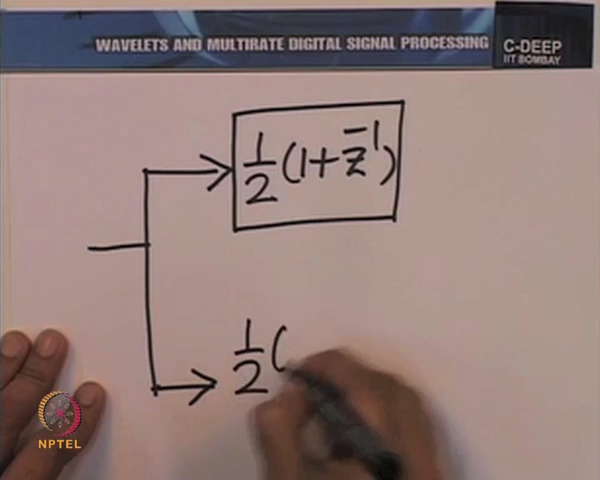 WAVELETS AND MULTIRATE DIGITAL SIGNAL PROCESSING
C-DEEP
IIT BOMBAY
1/2 (1+z⁻¹)
1/2 (
NPTEL